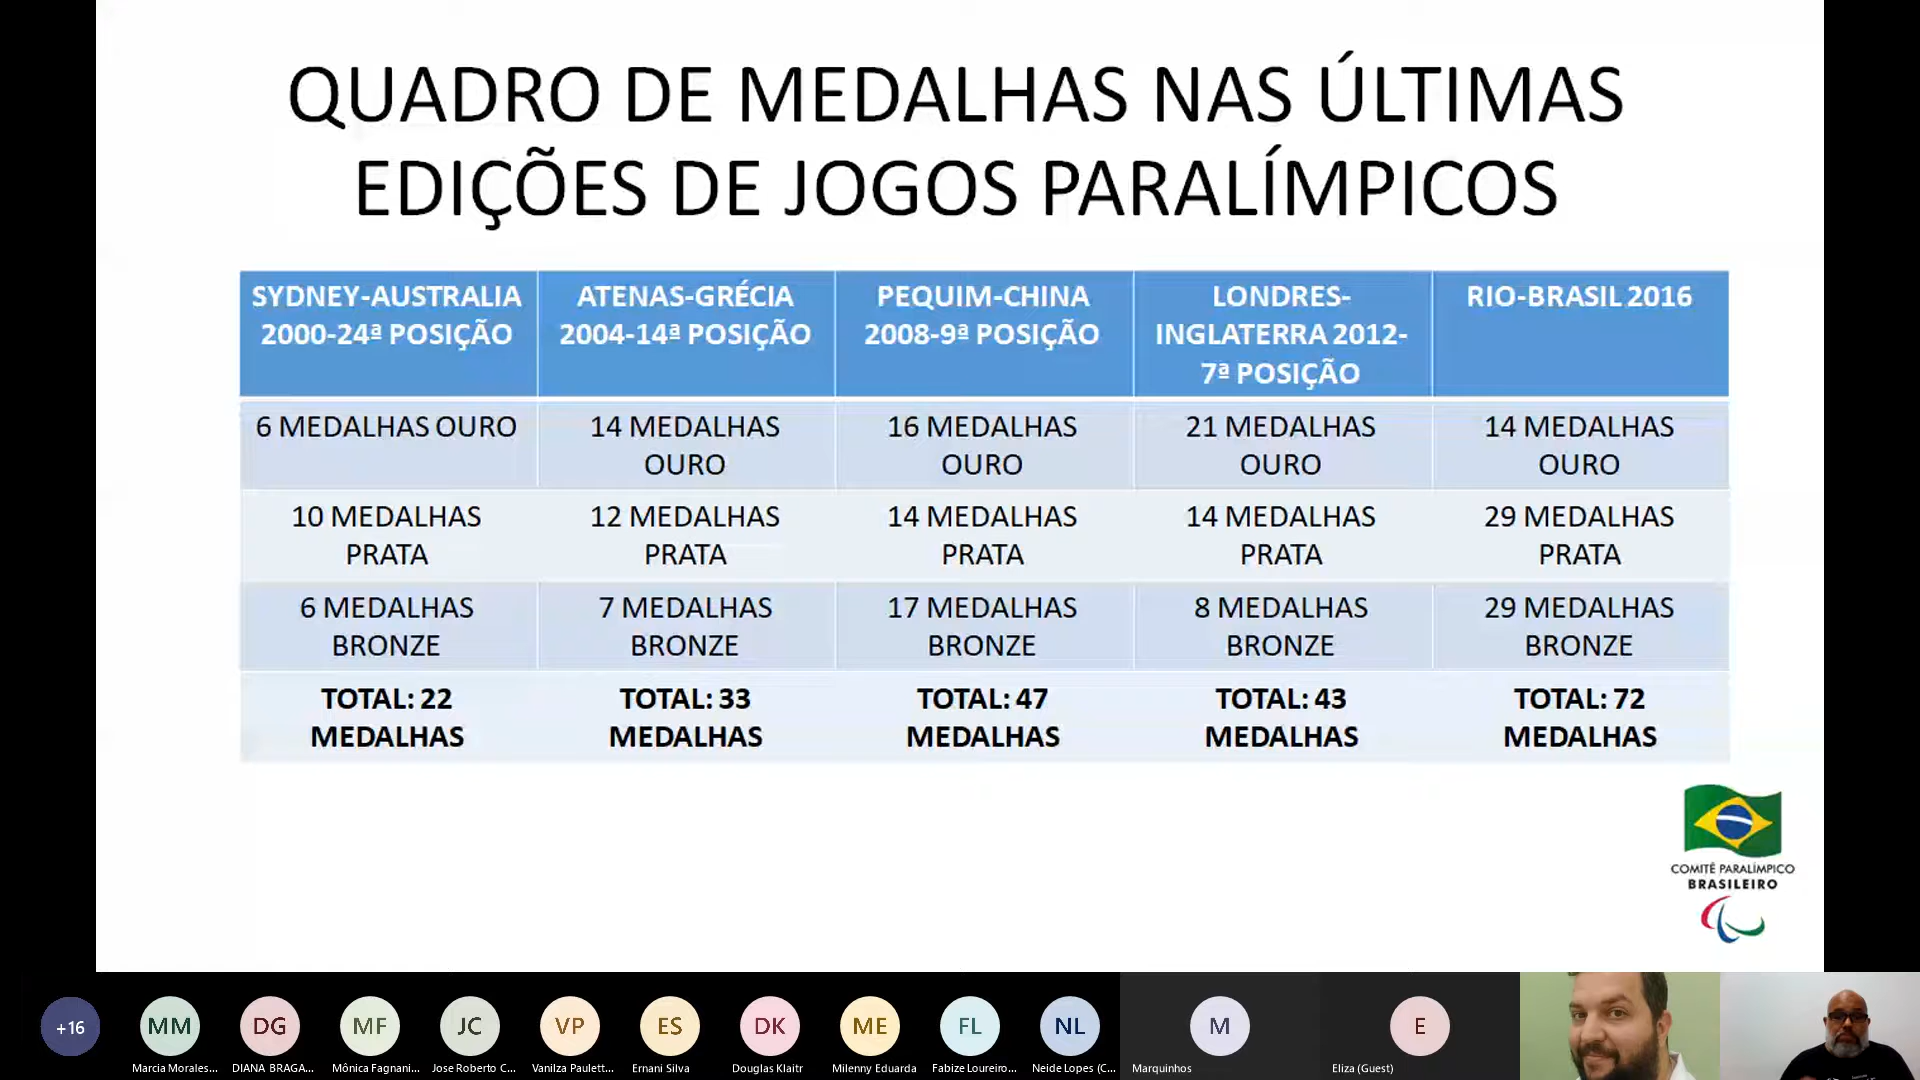 QUADRO DE MEDALHAS NAS ÚLTIMAS
EDIÇÕES DE JOGOS PARALÍMPICOS
SYDNEY-AUSTRALIA
2000-24ª POSIÇÃO
ATENAS-GRÉCIA
2004-14ª POSIÇÃO
PEQUIM-CHINA
2008-9ª POSIÇÃO
LONDRES-
INGLATERRA 2012-
7ª POSIÇÃO
RIO-BRASIL 2016
6 MEDALHAS OURO
14 MEDALHAS
OURO
16 MEDALHAS
OURO
21 MEDALHAS
OURO
14 MEDALHAS
OURO
10 MEDALHAS
PRATA
12 MEDALHAS
PRATA
14 MEDALHAS
PRATA
14 MEDALHAS
PRATA
29 MEDALHAS
PRATA
6 MEDALHAS
BRONZE
7 MEDALHAS
BRONZE
17 MEDALHAS
BRONZE
8 MEDALHAS
BRONZE
29 MEDALHAS
BRONZE
TOTAL: 22
MEDALHAS
TOTAL: 33
MEDALHAS
TOTAL: 47
MEDALHAS
TOTAL: 43
MEDALHAS
TOTAL: 72
MEDALHAS
COMITÊ PARALÍMPICO
BRASILEIRO
+16
MM
Marcia Morales...
DG
DIANA BRAGA...
MF
Mônica Fagnani...
JC
Jose Roberto C...
VP
Vanilza Paulett...
ES
Ernani Silva
DK
Douglas Klaitr
ME
Milenny Eduarda
FL
Fabize Loureiro...
NL
Neide Lopes (C...
M
Marquinhos
E
Eliza (Guest)